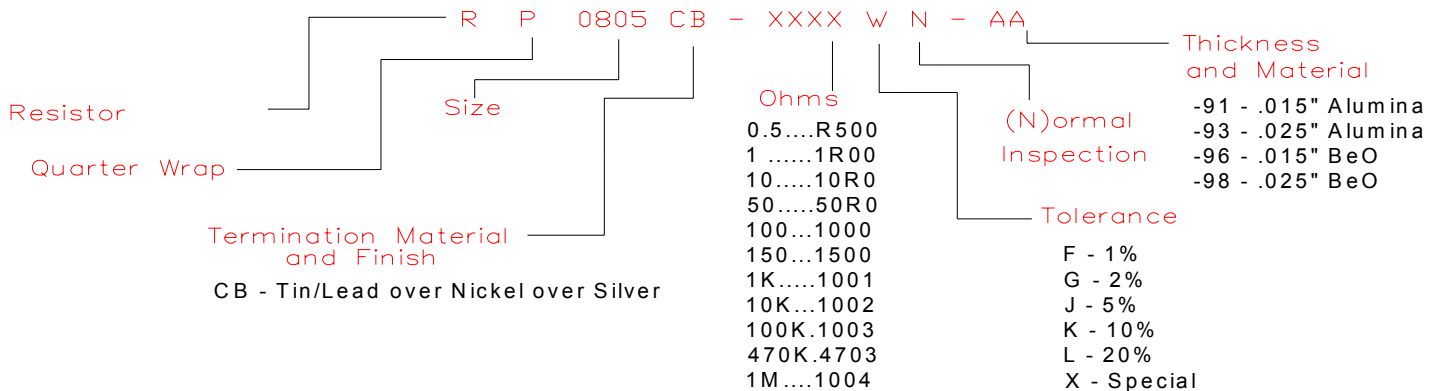 R P 0805 CB - XXXX W N - AA
Resistor
Quarter Wrap
Size
Termination Material
and Finish
CB - Tin/Lead over Nickel over Silver
Ohms
0.5....R500
1 ......1R00
10.....10R0
50.....50R0
100...1000
150...1500
1K.....1001
10K...1002
100K.1003
470K.4703
1M....1004
(N)ormal
Inspection
Tolerance
F - 1%
G - 2%
J - 5%
K - 10%
L - 20%
X - Special
Thickness
and Material
-91 - .015" Alumina
-93 - .025" Alumina
-96 - .015" BeO
-98 - .025" BeO